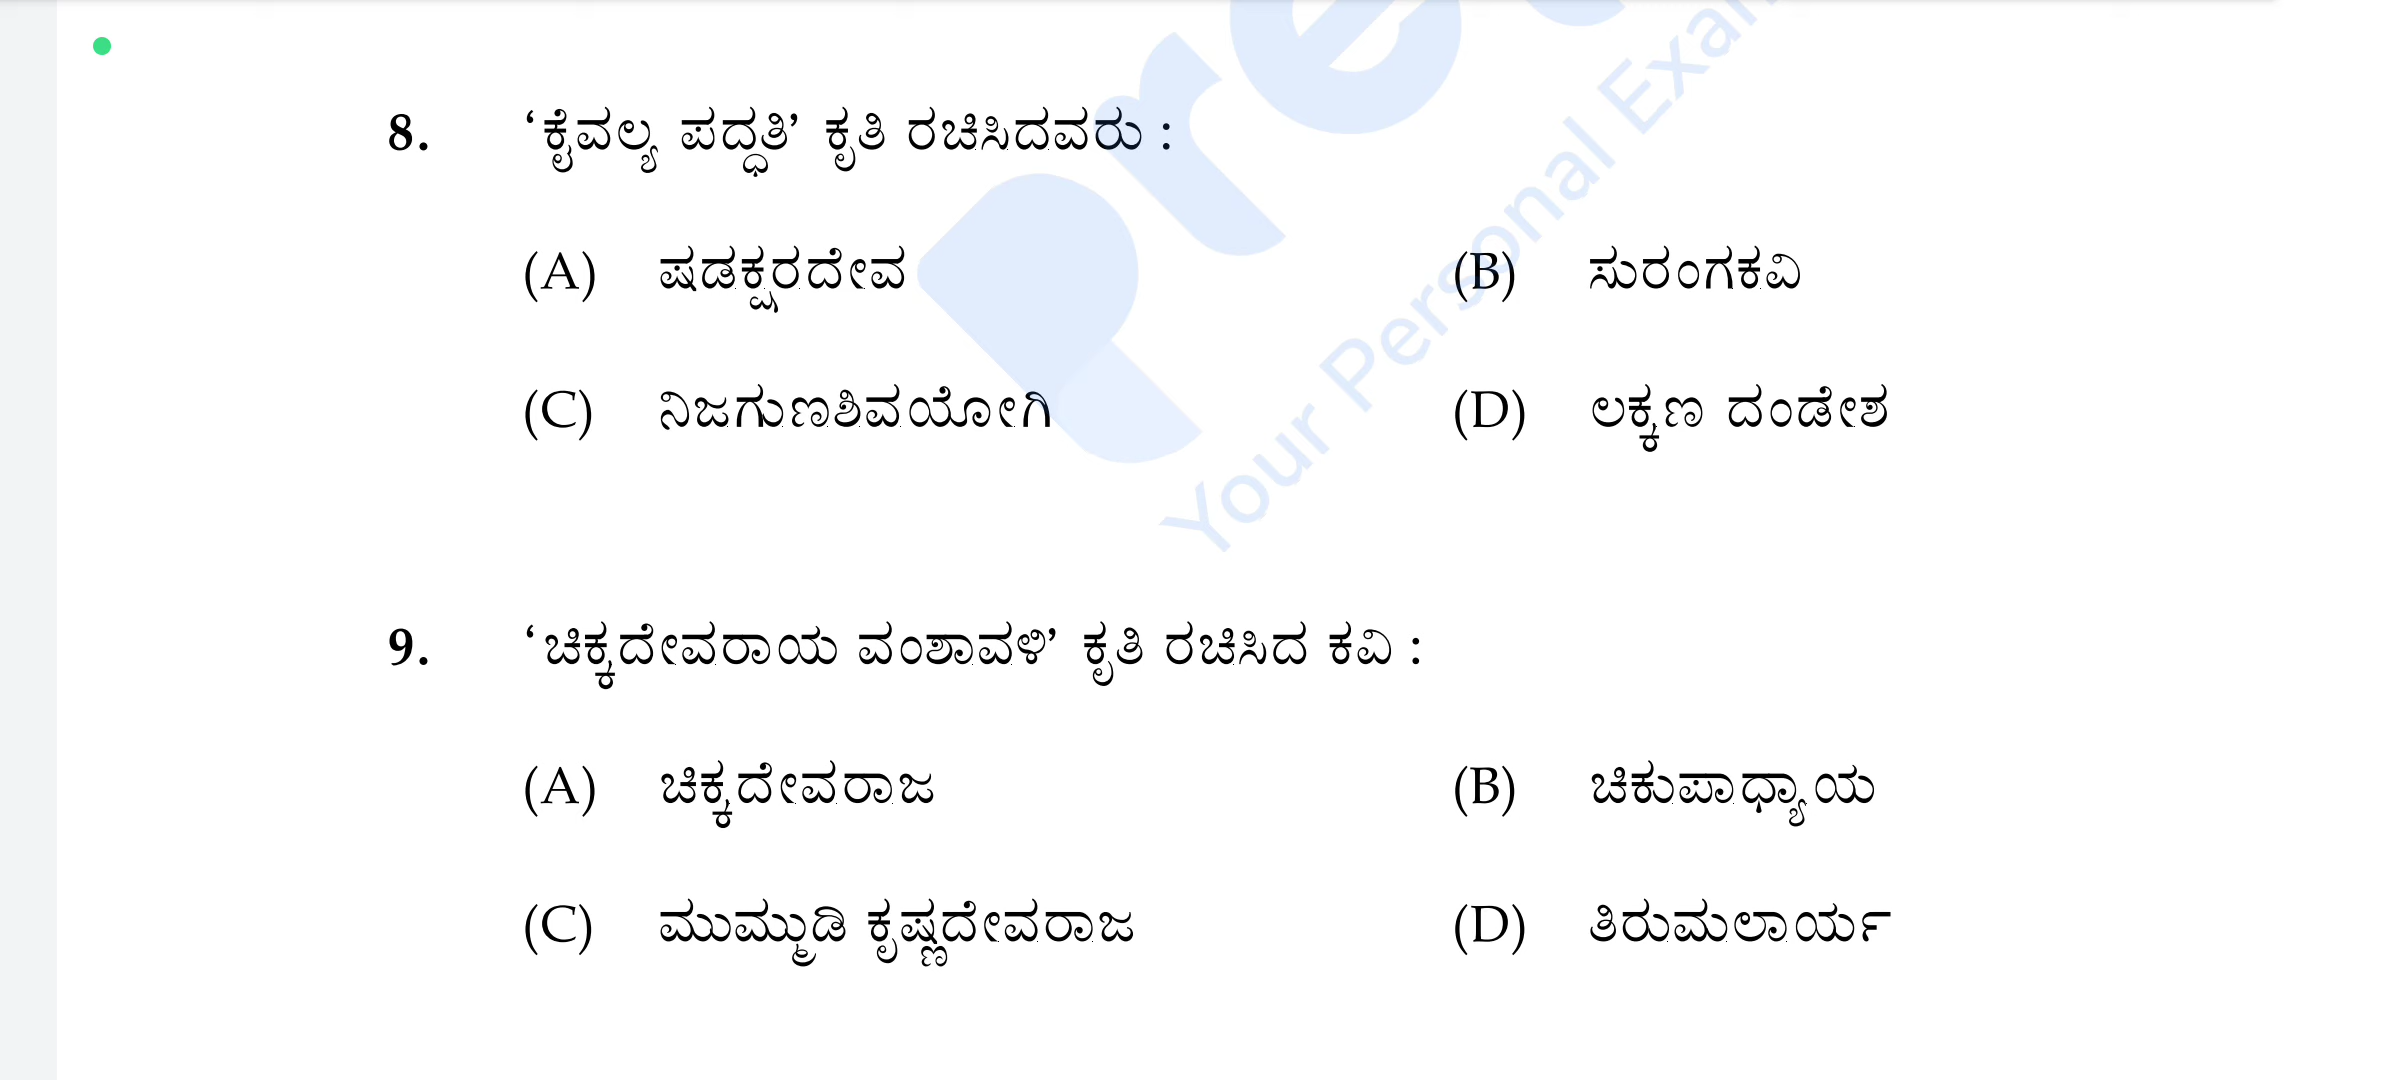 8. ‘ಕೈವಲ್ಯ ಪದ್ಧತಿ’ ಕೃತಿ ರಚಿಸಿದವರು :
(A) ಷಡಕ್ಷರದೇವ (B) ಸುರಂಗಕವಿ
(C) ನಿಜಗುಣಶಿವಯೋಗಿ (D) ಲಕ್ಕಣ ದಂಡೇಶ
Your Personal Exam
9. ‘ಚಿಕ್ಕದೇವರಾಯ ವಂಶಾವಳಿ’ ಕೃತಿ ರಚಿಸಿದ ಕವಿ :
(A) ಚಿಕ್ಕದೇವರಾಜ (B) ಚಿಕುಪಾಧ್ಯಾಯ
(C) ಮುಮ್ಮುಡಿ ಕೃಷ್ಣದೇವರಾಜ (D) ತಿರುಮಲಾರ್ಯ